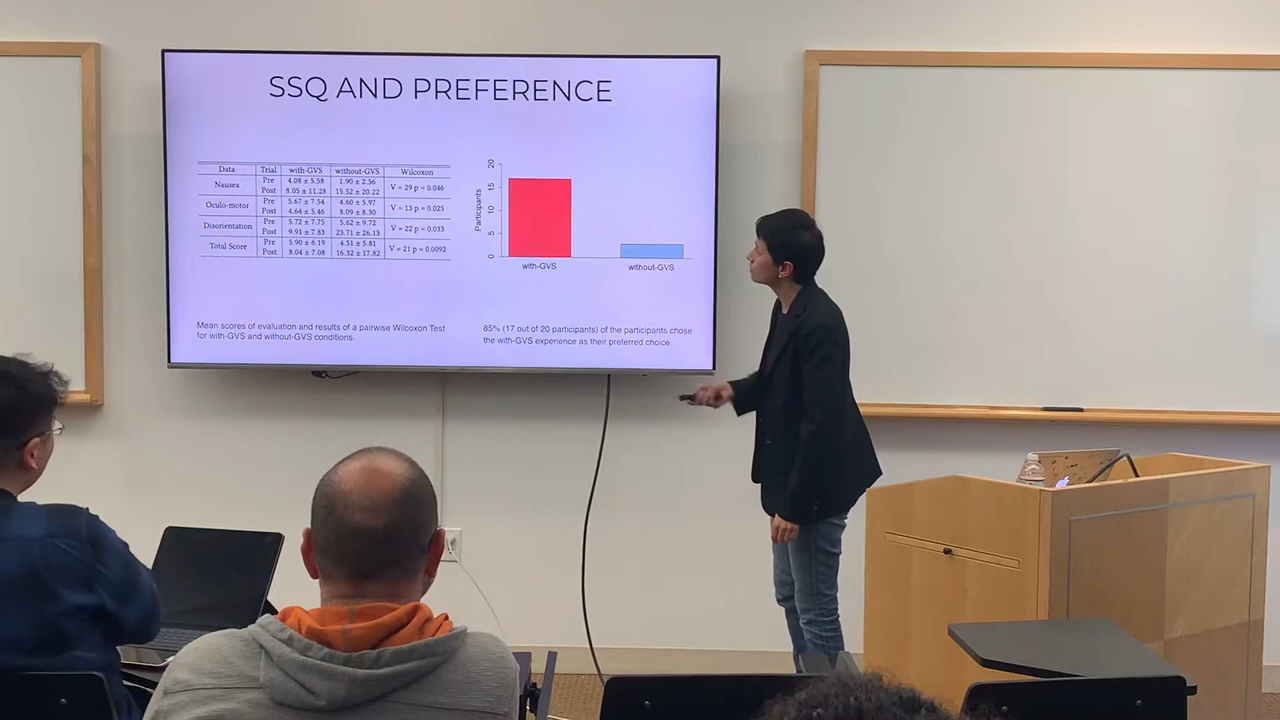 SSQ AND PREFERENCE
Data Trial with-GVS without-GVS Wilcoxon
Nausea Pre 4.08 ± 5.58 1.90 ± 2.56 V = 29 p = 0.046
Post 8.05 ± 11.28 15.52 ± 20.22
Oculo-motor Pre 5.67 ± 7.54 4.60 ± 5.97 V = 13 p = 0.025
Post 4.64 ± 5.46 8.09 ± 8.30
Disorientation Pre 5.72 ± 7.75 5.62 ± 9.72 V = 22 p = 0.033
Post 9.91 ± 7.83 23.71 ± 26.13
Total Score Pre 5.90 ± 6.19 4.51 ± 5.81 V = 21 p = 0.0092
Post 8.04 ± 7.08 16.32 ± 17.82
Mean scores of evaluation and results of a pairwise Wilcoxon Test
for with-GVS and without-GVS conditions.
Participants
20
15
10
5
0
with-GVS without-GVS
85% (17 out of 20 participants) of the participants chose
the with-GVS experience as their preferred choice.